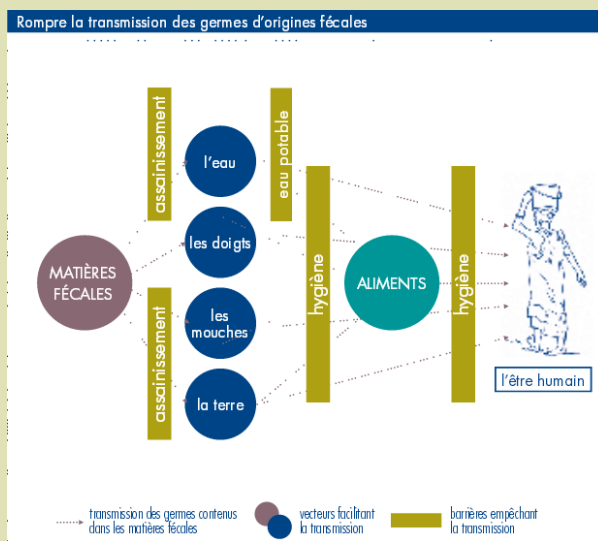 Rompre la transmission des germes d'origines fécales
assainissement
eau potable
l'eau
les doigts
MATIÈRES
FÉCALES
hygiène
ALIMENTS
hygiène
les
mouches
assainissement
la terre
l'être humain
transmission des germes contenus
dans les matières fécales
vecteurs facilitant
la transmission
barrières empêchant
la transmission